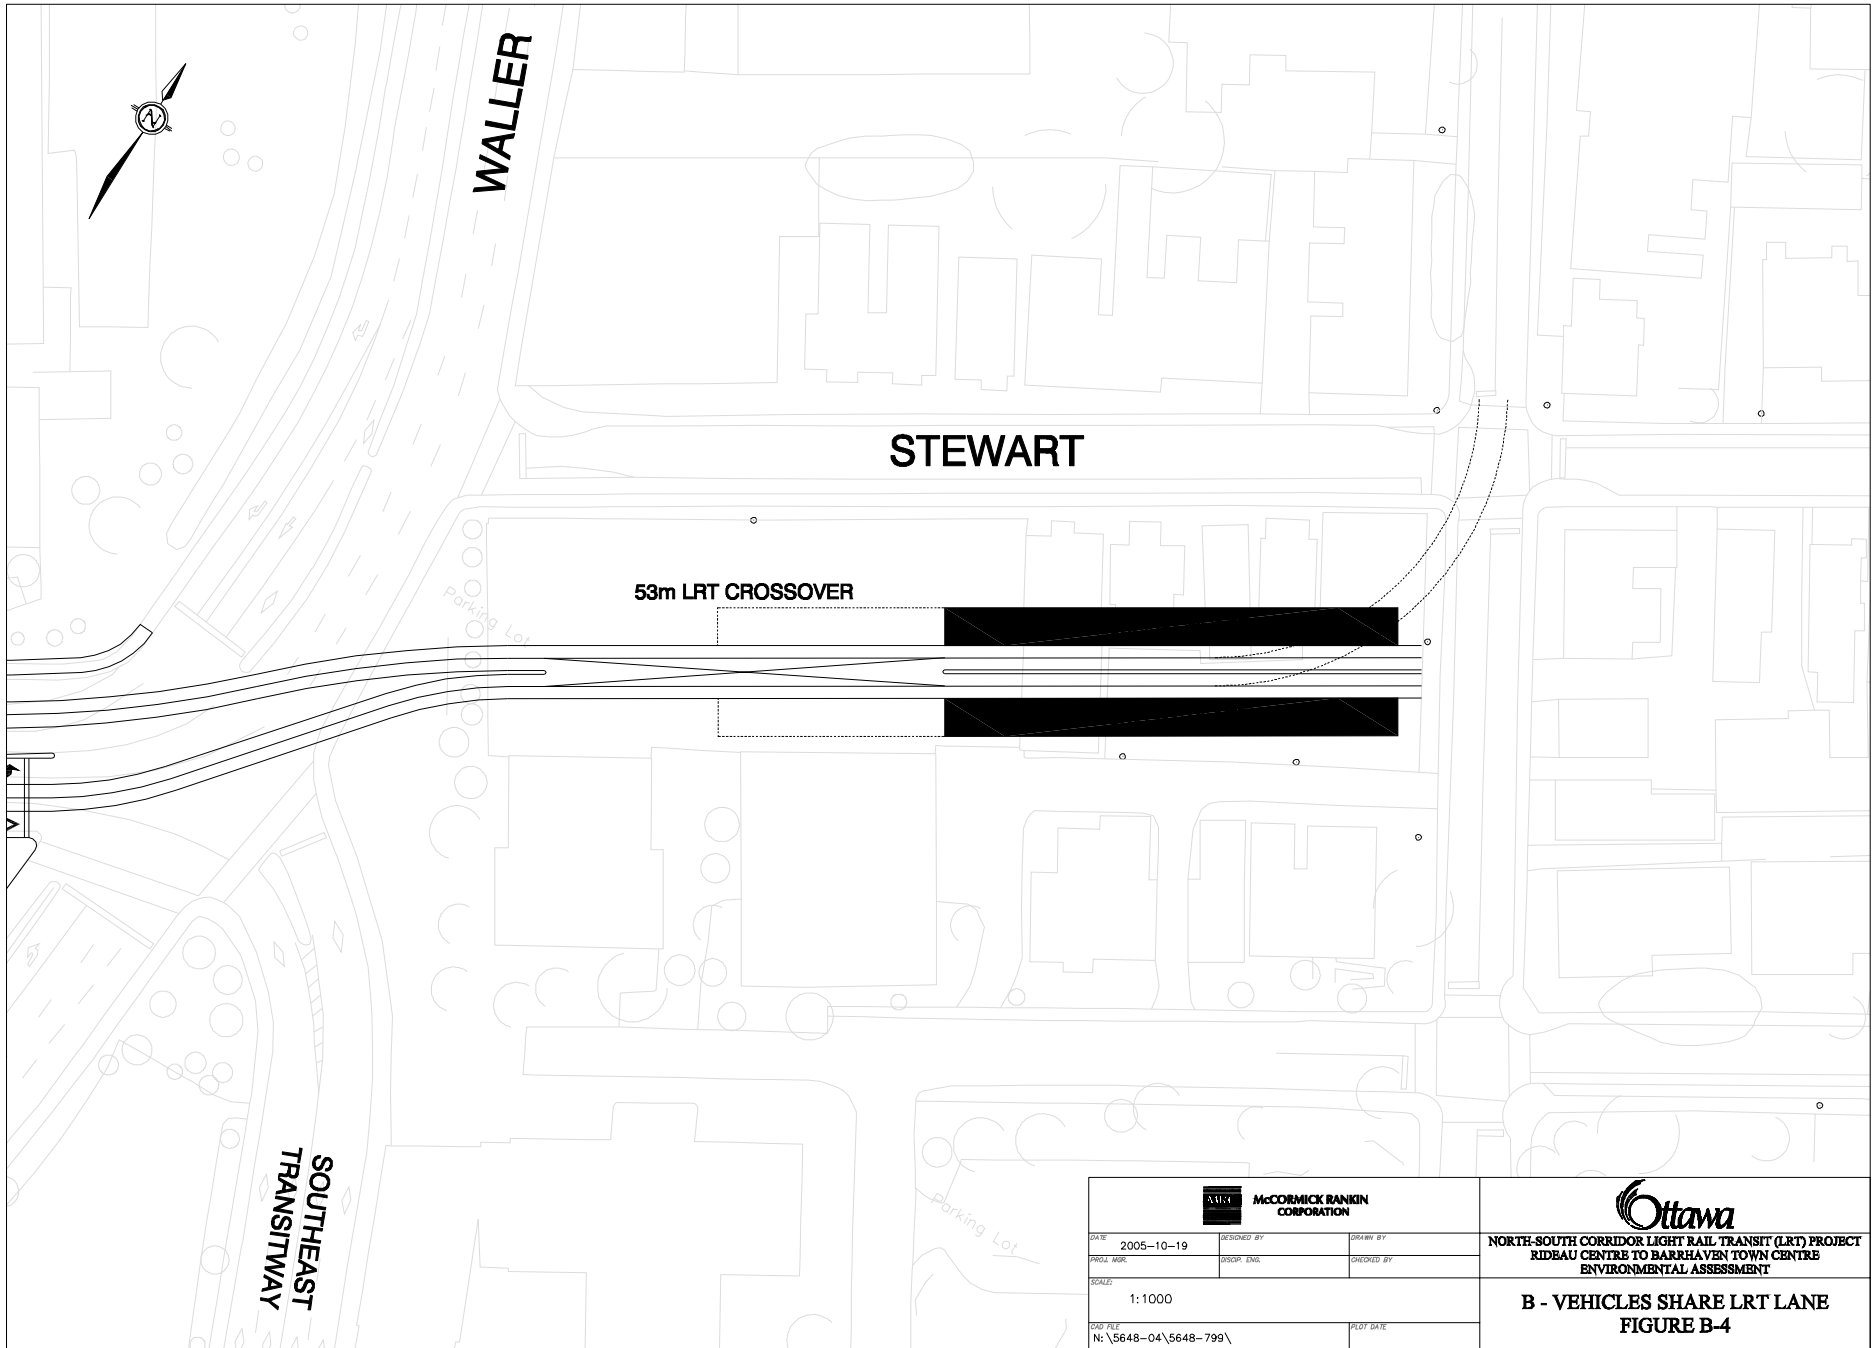 WALLER
N
STEWART
53m LRT CROSSOVER
Parking Lot
SOUTHEAST
TRANSITWAY
Parking Lot
McCORMICK RANKIN
CORPORATION
DATE
2005-10-19
DESIGNED BY
DRAWN BY
PROJ. MGR.
DISCIP. ENG.
CHECKED BY
SCALE:
1:1000
CAD FILE
N:\5648-04\5648-799\
PLOT DATE
Ottawa
NORTH-SOUTH CORRIDOR LIGHT RAIL TRANSIT (LRT) PROJECT
RIDEAU CENTRE TO BARRHAVEN TOWN CENTRE
ENVIRONMENTAL ASSESSMENT
B - VEHICLES SHARE LRT LANE
FIGURE B-4